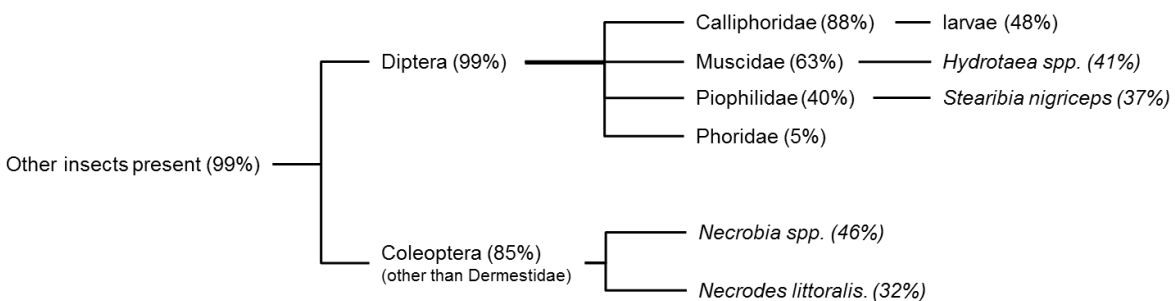 Other insects present (99%)
Diptera (99%)
Calliphoridae (88%)
larvae (48%)
Muscidae (63%)
Hydrotaea spp. (41%)
Piophilidae (40%)
Stearibia nigriceps (37%)
Phoridae (5%)
Coleoptera (85%)
(other than Dermestidae)
Necrobia spp. (46%)
Necrodes littoralis. (32%)